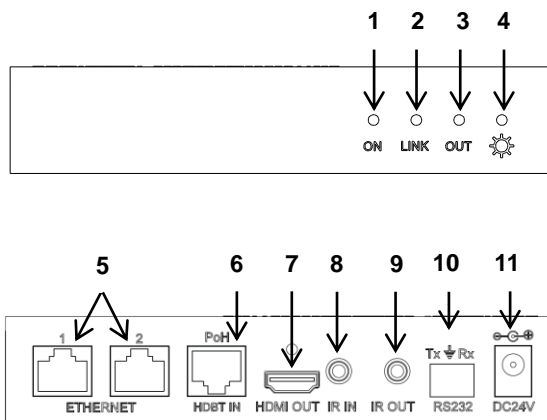 1 2 3 4
ON LINK OUT
5 6 7 8 9 10 11
1 2 PoH
Tx Rx
ETHERNET HDBT IN HDMI OUT IR IN IR OUT RS232 DC24V